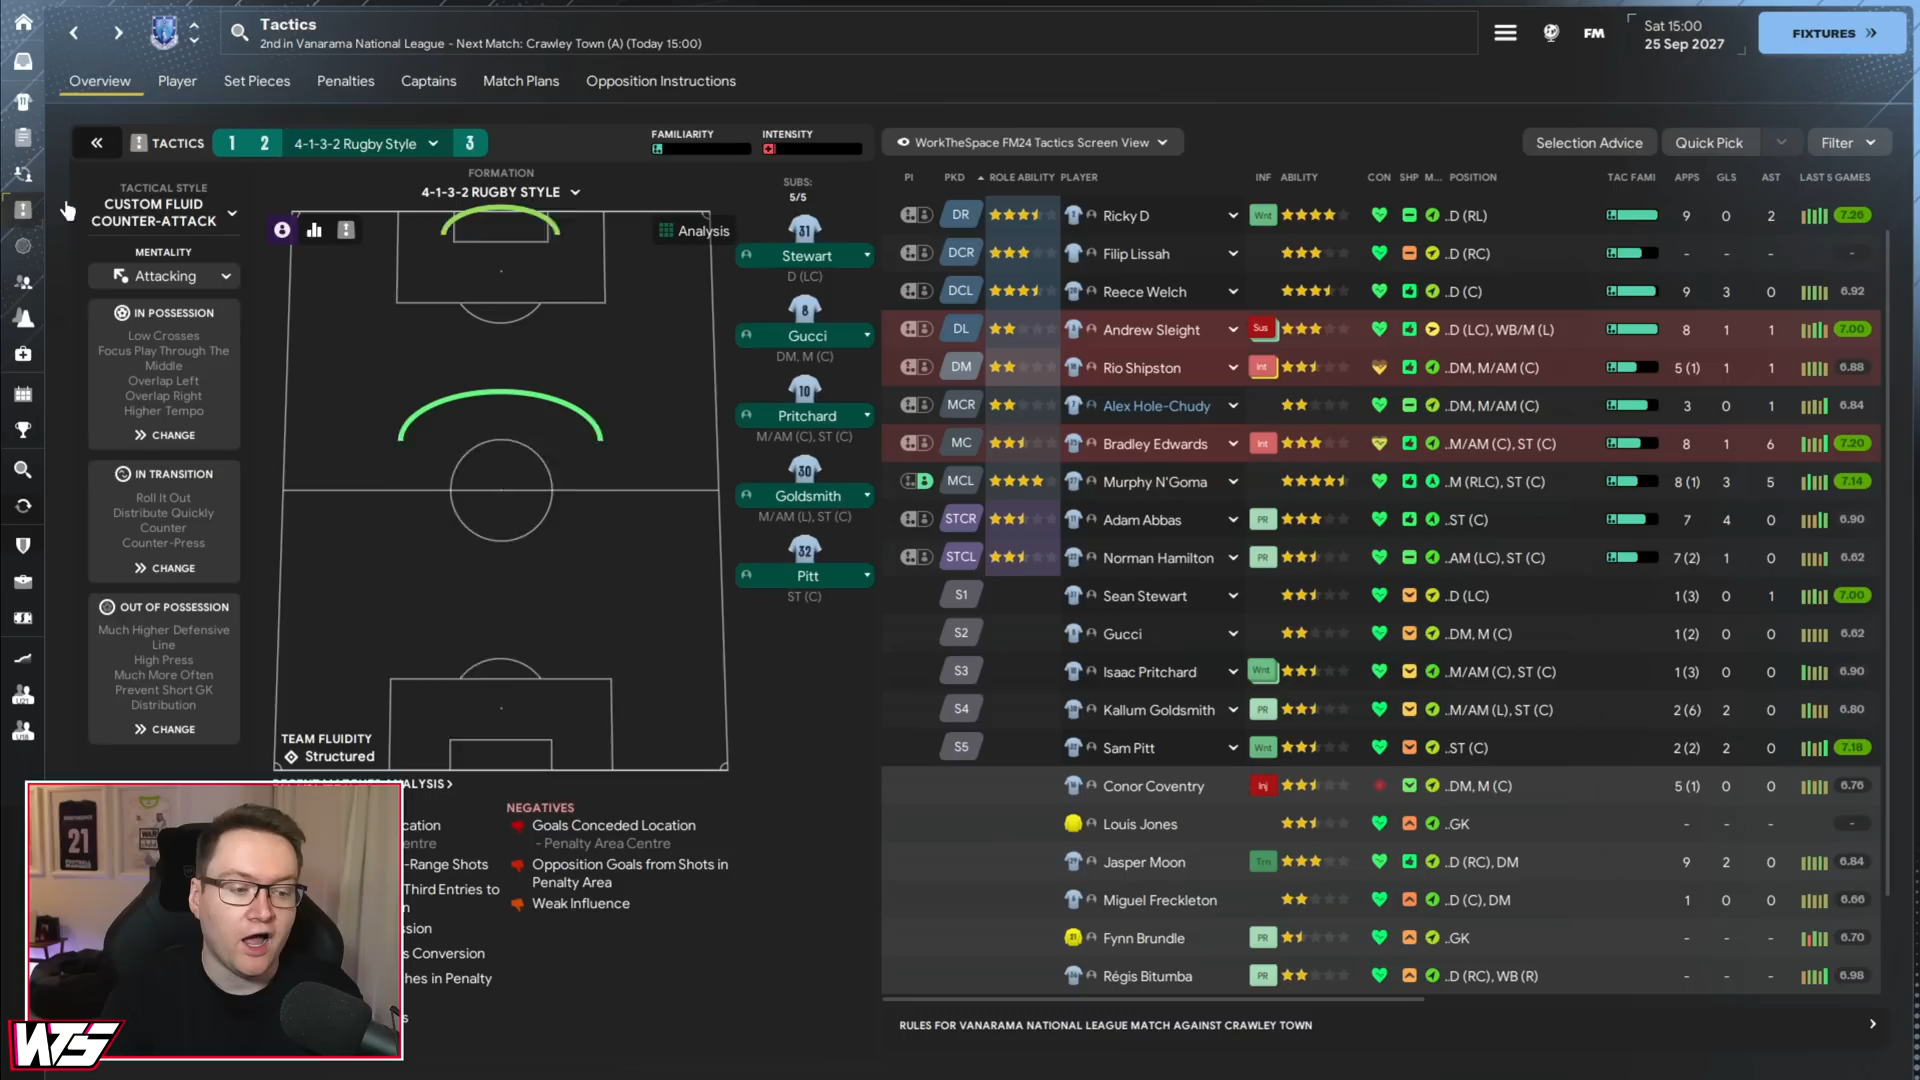 Tactics
2nd in Vanarama National League - Next Match: Crawley Town (A) (Today 15:00)
FM
Sat 15:00
25 Sep 2027
FIXTURES
Overview Player Set Pieces Penalties Captains Match Plans Opposition Instructions
TACTICS 1 2 4-1-3-2 Rugby Style 3
FAMILIARITY INTENSITY
WorkTheSpace FM24 Tactics Screen View
Selection Advice Quick Pick Filter
TACTICAL STYLE
CUSTOM FLUID
COUNTER-ATTACK
MENTALITY
Attacking
IN POSSESSION
Low Crosses
Focus Play Through The
Middle
Overlap Left
Overlap Right
Higher Tempo
CHANGE
IN TRANSITION
Roll It Out
Distribute Quickly
Counter
Counter-Press
CHANGE
OUT OF POSSESSION
Much Higher Defensive
Line
High Press
Much More Often
Prevent Short GK
Distribution
CHANGE
FORMATION
4-1-3-2 RUGBY STYLE
Analysis
TEAM FLUIDITY
Structured
SUBS:
5/5
31
Stewart
D (LC)
8
Gucci
DM, M (C)
10
Pritchard
M/AM (C), ST (C)
30
Goldsmith
M/AM (L), ST (C)
32
Pitt
ST (C)
PI PKD ROLE ABILITY PLAYER INF ABILITY CON SHP M... POSITION TAC FAMI APPS GLS AST LAST 5 GAMES
DR Ricky D Wnt ..D (RL) 9 0 2 7.26
DCR Filip Lissah ..D (RC) - - - -
DCL Reece Welch ..D (C) 9 3 0 6.92
DL Andrew Sleight Sus ..D (LC), WB/M (L) 8 1 1 7.00
DM Rio Shipston Int ..DM, M/AM (C) 5 (1) 1 1 6.88
MCR Alex Hole-Chudy ..DM, M/AM (C) 3 0 1 6.84
MC Bradley Edwards Int ..M/AM (C), ST (C) 8 1 6 7.20
MCL Murphy N'Goma ..M (RLC), ST (C) 8 (1) 3 5 7.14
STCR Adam Abbas PR ..ST (C) 7 4 0 6.90
STCL Norman Hamilton PR ..AM (LC), ST (C) 7 (2) 1 0 6.62
S1 Sean Stewart ..D (LC) 1 (3) 0 1 7.00
S2 Gucci ..DM, M (C) 1 (2) 0 0 6.62
S3 Isaac Pritchard Wnt ..M/AM (C), ST (C) 1 (3) 0 0 6.90
S4 Kallum Goldsmith PR ..M/AM (L), ST (C) 2 (6) 2 0 6.80
S5 Sam Pitt Wnt ..ST (C) 2 (2) 2 0 7.18
Conor Coventry Inj ..DM, M (C) 5 (1) 0 0 6.76
Louis Jones ..GK - - - -
Jasper Moon Trn ..D (RC), DM 9 2 0 6.84
Miguel Freckleton ..D (C), DM 1 0 0 6.66
Fynn Brundle PR ..GK - - - 6.70
Régis Bitumba PR ..D (RC), WB (R) - - - 6.98
RULES FOR VANARAMA NATIONAL LEAGUE MATCH AGAINST CRAWLEY TOWN
ALYSIS
NEGATIVES
Goals Conceded Location
- Penalty Area Centre
Opposition Goals from Shots in
Penalty Area
Weak Influence
cation
entre
-Range Shots
Third Entries to
n
ssion
s Conversion
hes in Penalty
s
21
WTS